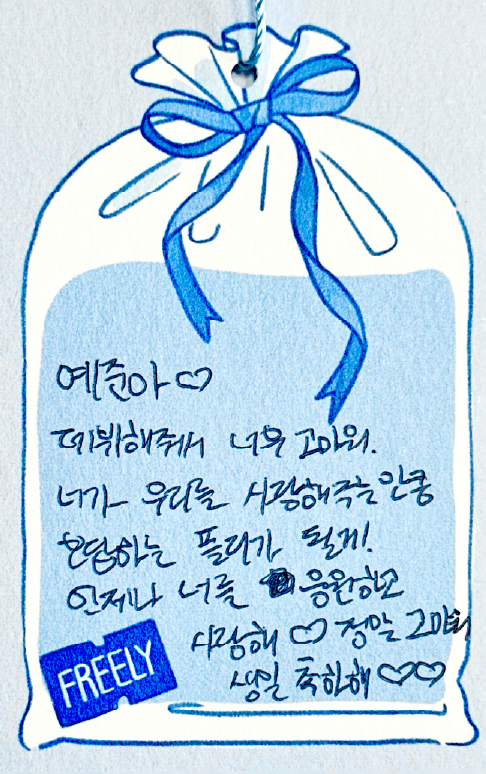 예준아♡
데뷔해줘서 너무 고마워.
너가 우리를 사랑해주는만큼
보답하는 플리가 될게!
언제나 너를 응원하고
사랑해♡ 정말 고마워
생일 축하해♡♡
FREELY